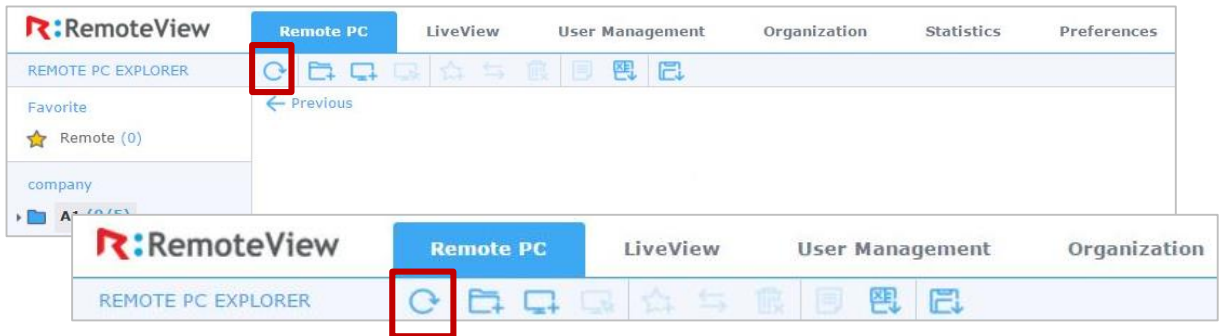 R:RemoteView Remote PC LiveView User Management Organization Statistics Preferences
REMOTE PC EXPLORER
Favorite
← Previous
Remote (0)
company
R:RemoteView Remote PC LiveView User Management Organization
REMOTE PC EXPLORER